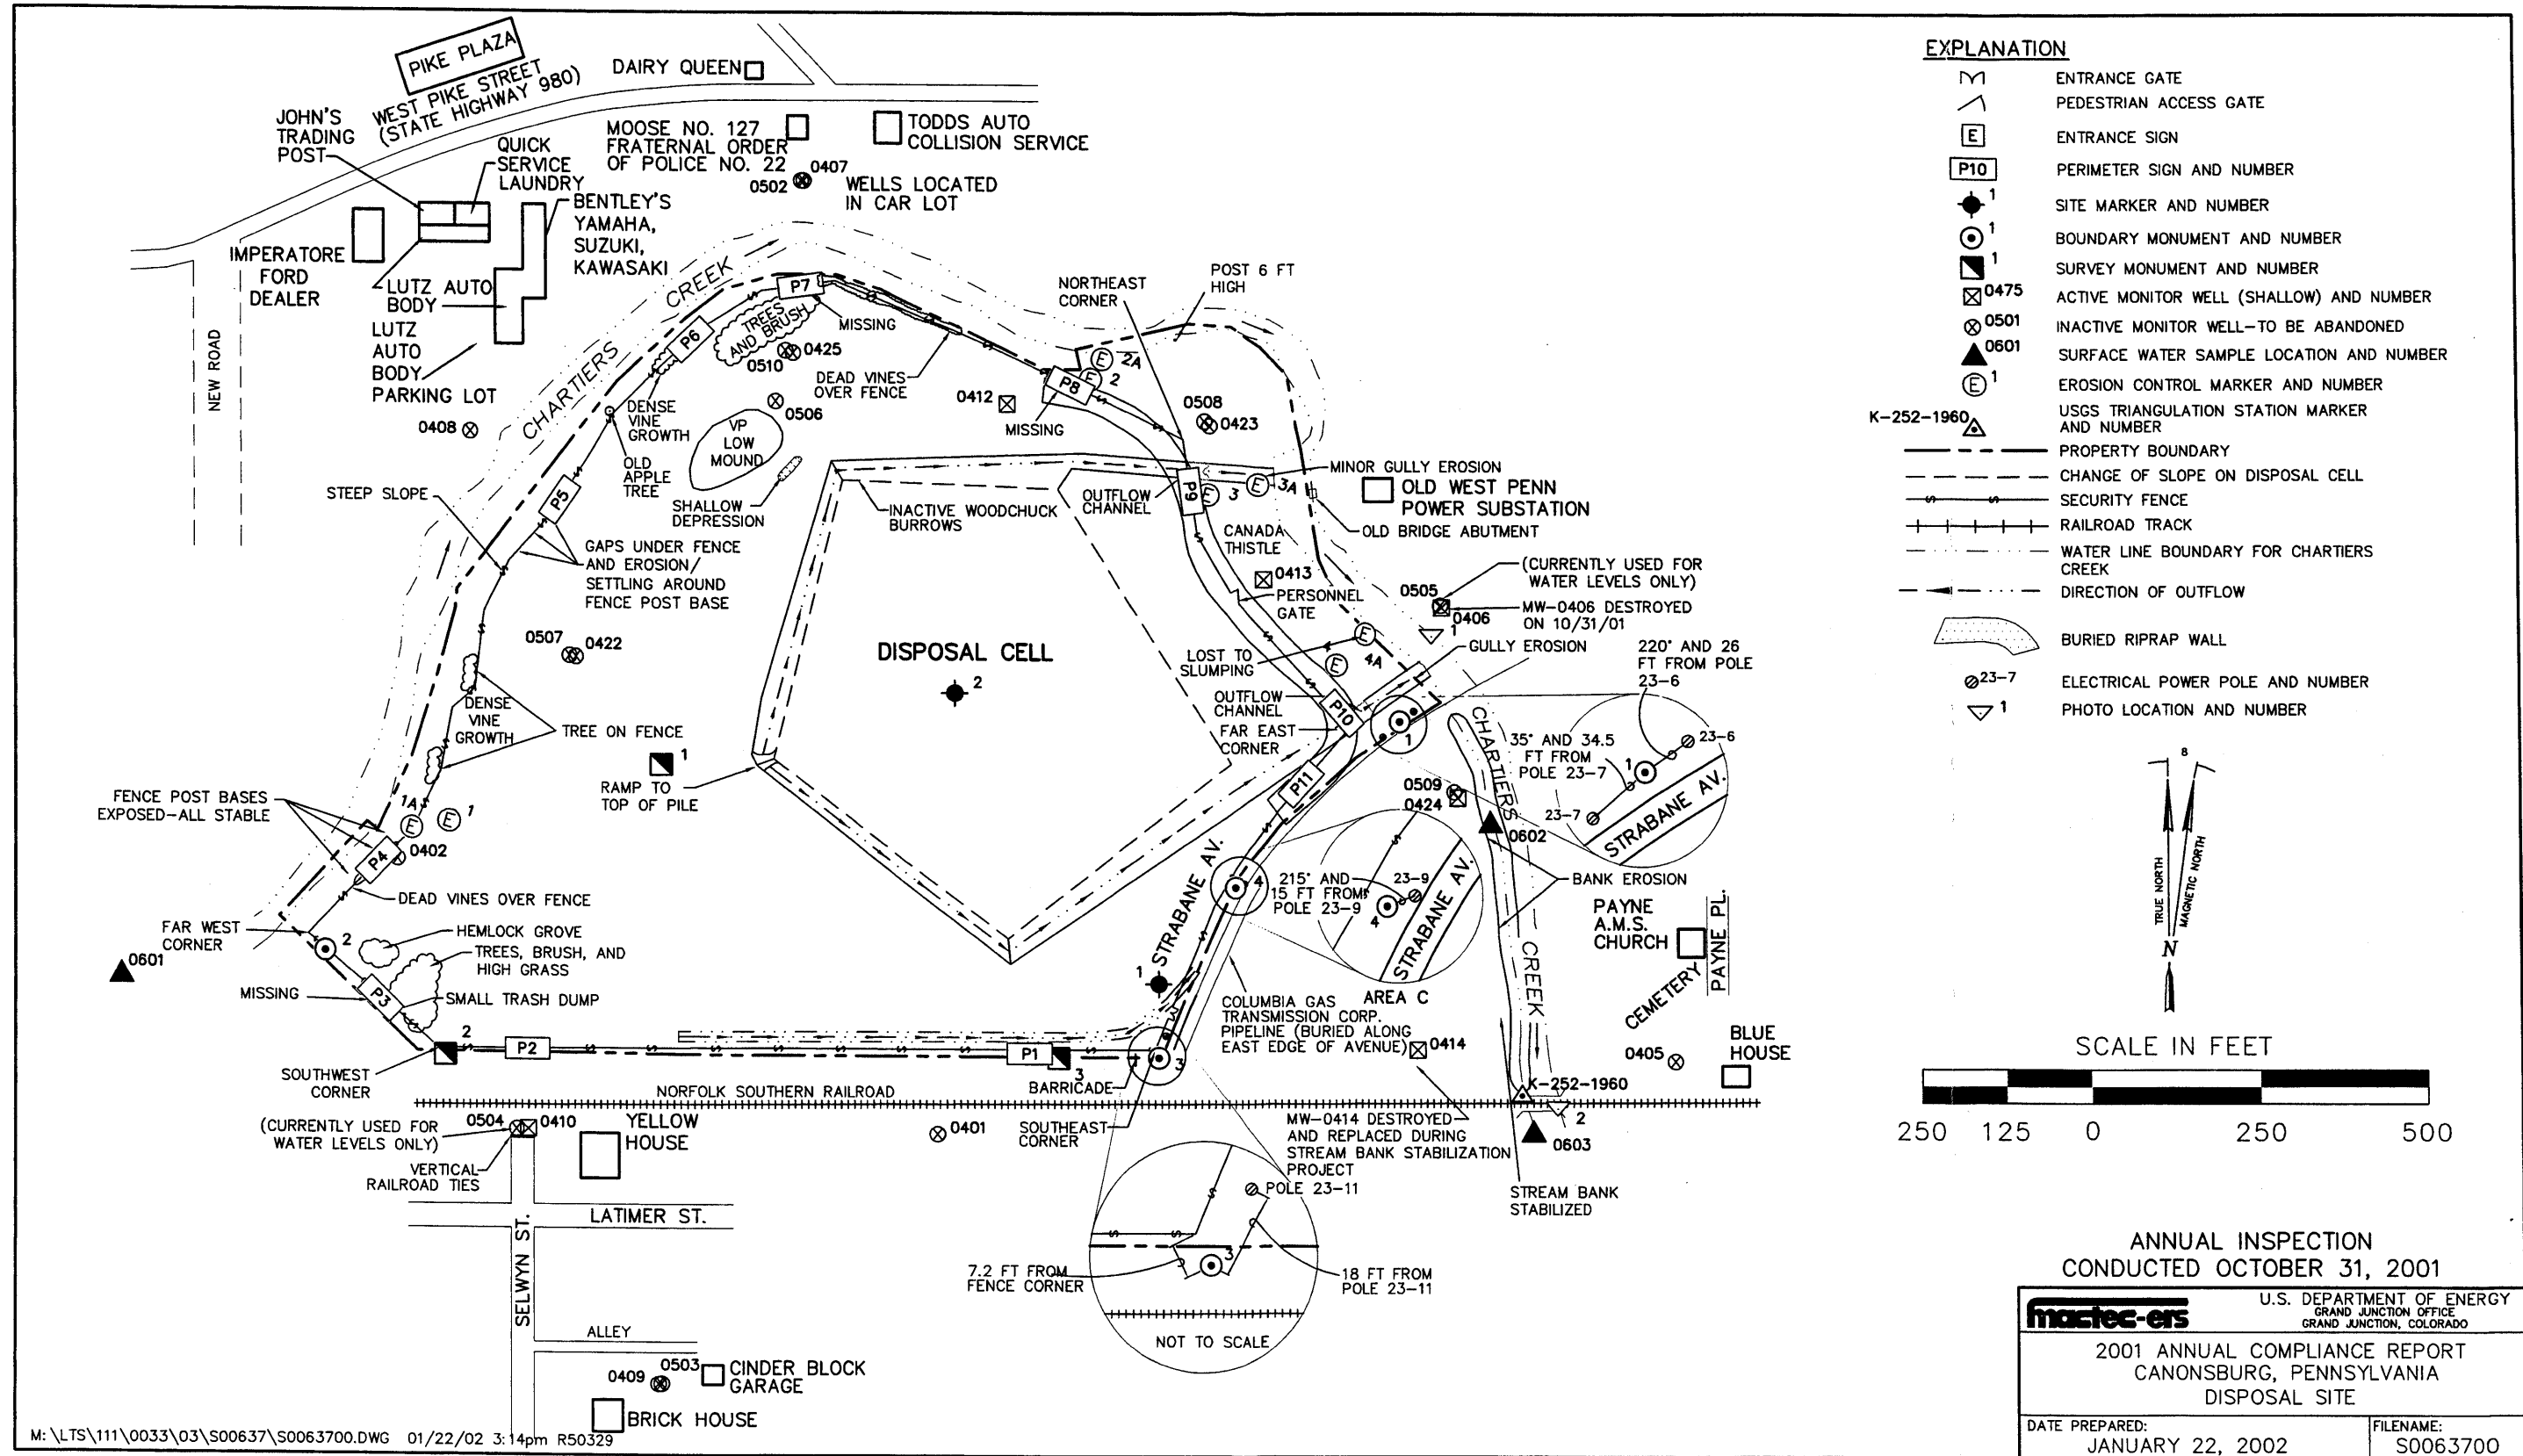 PIKE PLAZA
WEST PIKE STREET
(STATE HIGHWAY 980)
DAIRY QUEEN
JOHN'S
TRADING
POST
QUICK
SERVICE
LAUNDRY
MOOSE NO. 127
FRATERNAL ORDER
OF POLICE NO. 22
TODDS AUTO
COLLISION SERVICE
0407
0502
WELLS LOCATED
IN CAR LOT
BENTLEY'S
YAMAHA,
SUZUKI,
KAWASAKI
IMPERATORE
FORD
DEALER
LUTZ AUTO
BODY
LUTZ
AUTO
BODY
PARKING LOT
NEW ROAD
0408
CHARTIERS CREEK
P7
MISSING
TREES
AND BRUSH
P6
0425
0510
DEAD VINES
OVER FENCE
0506
DENSE
VINE
GROWTH
VP
LOW
MOUND
OLD
APPLE
TREE
SHALLOW
DEPRESSION
P5
STEEP SLOPE
GAPS UNDER FENCE
AND EROSION/
SETTLING AROUND
FENCE POST BASE
INACTIVE WOODCHUCK
BURROWS
NORTHEAST
CORNER
POST 6 FT
HIGH
E 2A
E 2
P8
0412
MISSING
0508
0423
MINOR GULLY EROSION
OLD WEST PENN
POWER SUBSTATION
OUTFLOW
CHANNEL
P9
E 3
E 3A
OLD BRIDGE ABUTMENT
CANADA
THISTLE
0413
PERSONNEL
GATE
(CURRENTLY USED FOR
WATER LEVELS ONLY)
0505
0406
MW-0406 DESTROYED
ON 10/31/01
1
GULLY EROSION
LOST TO
SLUMPING
4
E
E
4A
220° AND 26
FT FROM POLE
23-6
OUTFLOW
CHANNEL
P10
FAR EAST
CORNER
1
35° AND 34.5
FT FROM
POLE 23-7
23-6
1
23-7
STRABANE AV.
P11
CHARTIERS
CREEK
0509
0424
0602
BANK EROSION
0507
0422
DENSE
VINE
GROWTH
TREE ON FENCE
DISPOSAL CELL
2
1
RAMP TO
TOP OF PILE
FENCE POST BASES
EXPOSED-ALL STABLE
1A
E
E 1
P4
0402
DEAD VINES OVER FENCE
FAR WEST
CORNER
2
0601
HEMLOCK GROVE
TREES, BRUSH, AND
HIGH GRASS
MISSING
P3
SMALL TRASH DUMP
STRABANE AV.
4
215° AND
15 FT FROM
POLE 23-9
23-9
4
STRABANE AV.
AREA C
PAYNE
A.M.S.
CHURCH
PAYNE PL.
CEMETERY
1
COLUMBIA GAS
TRANSMISSION CORP.
PIPELINE (BURIED ALONG
EAST EDGE OF AVENUE)
0414
0405
BLUE
HOUSE
2
P2
P1
3
3
SOUTHWEST
CORNER
BARRICADE
NORFOLK SOUTHERN RAILROAD
K-252-1960
2
0603
(CURRENTLY USED FOR
WATER LEVELS ONLY)
0504
0410
YELLOW
HOUSE
0401
SOUTHEAST
CORNER
MW-0414 DESTROYED
AND REPLACED DURING
STREAM BANK STABILIZATION
PROJECT
VERTICAL
RAILROAD TIES
STREAM BANK
STABILIZED
POLE 23-11
3
7.2 FT FROM
FENCE CORNER
18 FT FROM
POLE 23-11
NOT TO SCALE
LATIMER ST.
SELWYN ST.
ALLEY
0503
0409
CINDER BLOCK
GARAGE
BRICK HOUSE
M:\LTS\111\0033\03\S00637\S0063700.DWG 01/22/02 3:14pm R50329
EXPLANATION
ENTRANCE GATE
PEDESTRIAN ACCESS GATE
E ENTRANCE SIGN
P10 PERIMETER SIGN AND NUMBER
1 SITE MARKER AND NUMBER
1 BOUNDARY MONUMENT AND NUMBER
1 SURVEY MONUMENT AND NUMBER
0475 ACTIVE MONITOR WELL (SHALLOW) AND NUMBER
0501 INACTIVE MONITOR WELL-TO BE ABANDONED
0601 SURFACE WATER SAMPLE LOCATION AND NUMBER
E 1 EROSION CONTROL MARKER AND NUMBER
K-252-1960 USGS TRIANGULATION STATION MARKER
AND NUMBER
PROPERTY BOUNDARY
CHANGE OF SLOPE ON DISPOSAL CELL
SECURITY FENCE
RAILROAD TRACK
WATER LINE BOUNDARY FOR CHARTIERS
CREEK
DIRECTION OF OUTFLOW
BURIED RIPRAP WALL
23-7 ELECTRICAL POWER POLE AND NUMBER
1 PHOTO LOCATION AND NUMBER
8
TRUE NORTH
MAGNETIC NORTH
N
SCALE IN FEET
250 125 0 250 500
ANNUAL INSPECTION
CONDUCTED OCTOBER 31, 2001
mactec-ers
U.S. DEPARTMENT OF ENERGY
GRAND JUNCTION OFFICE
GRAND JUNCTION, COLORADO
2001 ANNUAL COMPLIANCE REPORT
CANONSBURG, PENNSYLVANIA
DISPOSAL SITE
DATE PREPARED:
JANUARY 22, 2002
FILENAME:
S0063700